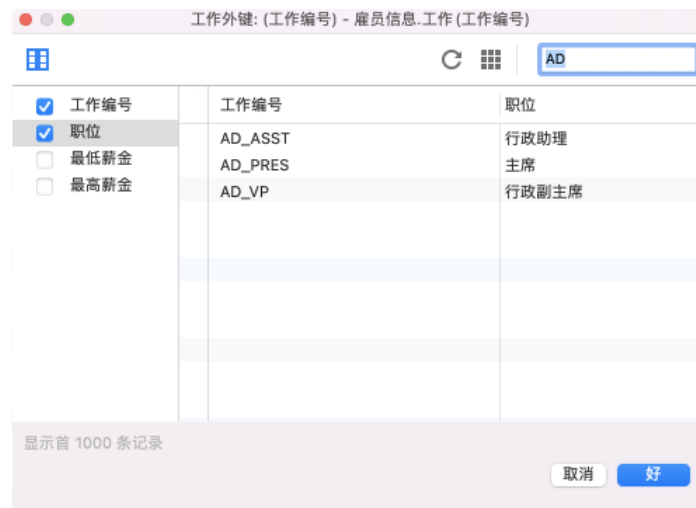 工作外键: (工作编号) - 雇员信息.工作 (工作编号)
AD
工作编号
职位
最低薪金
最高薪金
工作编号 职位
AD_ASST 行政助理
AD_PRES 主席
AD_VP 行政副主席
显示首 1000 条记录
取消 好